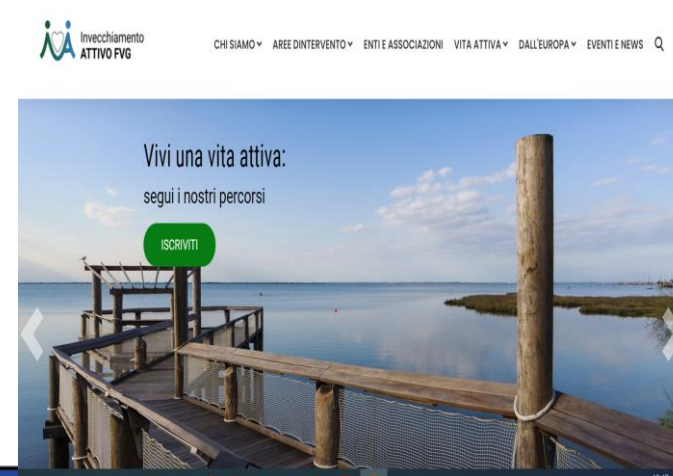 Invecchiamento
ATTIVO FVG
CHI SIAMO
AREE DINTERVENTO
ENTI E ASSOCIAZIONI
VITA ATTIVA
DALL'EUROPA
EVENTI E NEWS
Vivi una vita attiva:
segui i nostri percorsi
ISCRIVITI